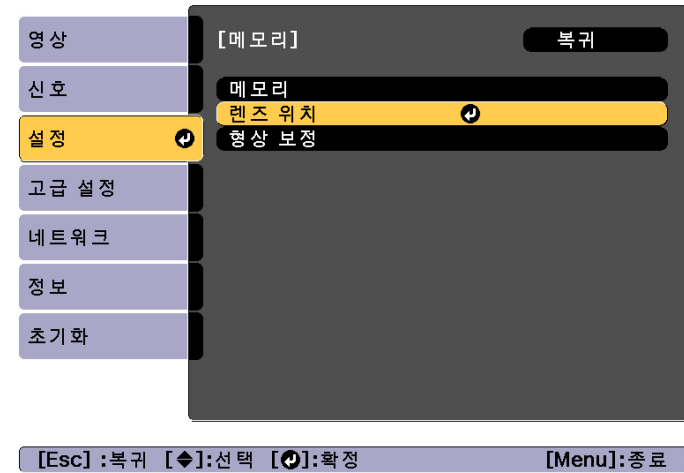 영상
신호
설정
고급 설정
네트워크
정보
초기화
[메모리] 복귀
메모리
렌즈 위치
형상 보정
[Esc] :복귀 [◆]:선택 [↵]:확정 [Menu]:종료